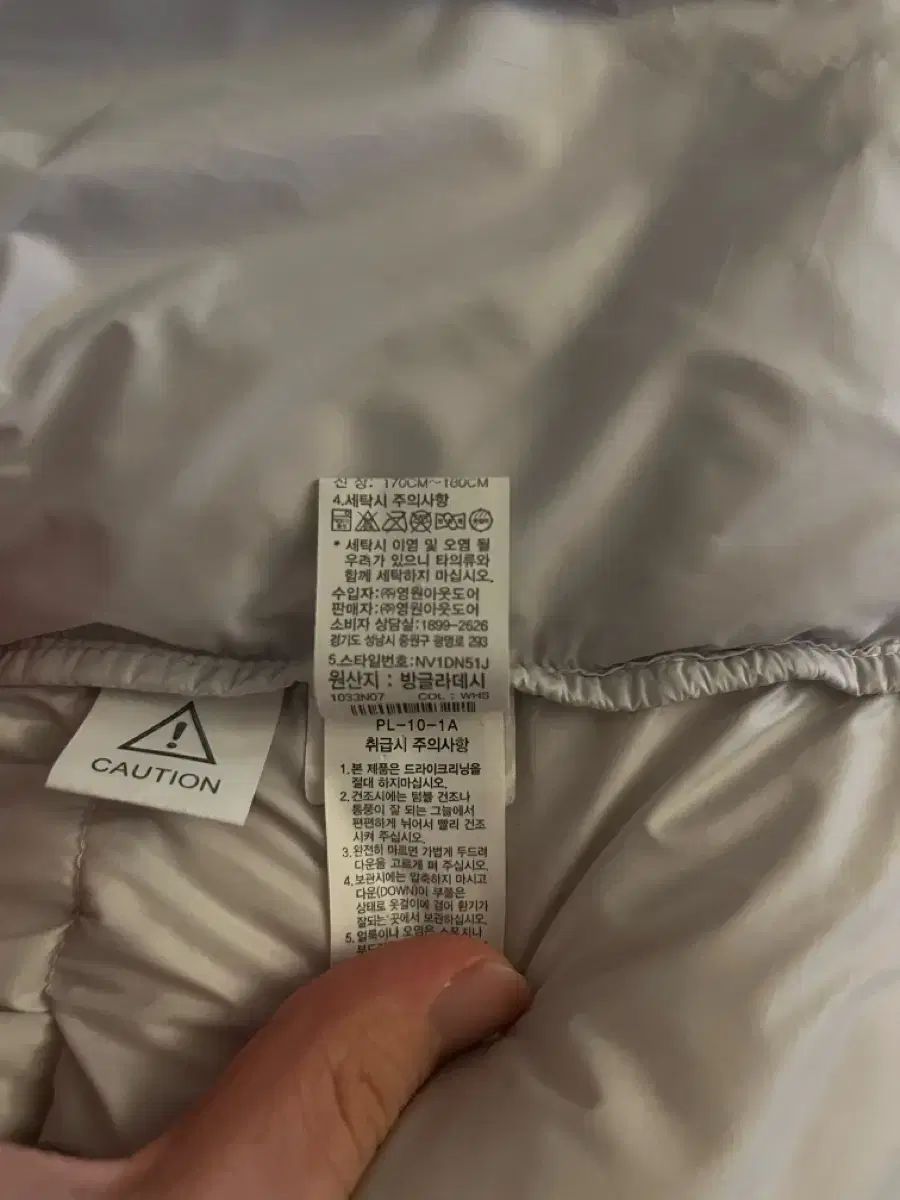 신 장: 170CM~180CM
4.세탁시 주의사항
* 세탁시 이염 및 오염 될
우려가 있으니 타의류와
함께 세탁하지 마십시오.
수입자:㈜영원아웃도어
판매자:㈜영원아웃도어
소비자 상담실:1899-2626
경기도 성남시 중원구 광명로 293
5.스타일번호:NV1DN51J
원산지 : 방글라데시
1033N07 COL : WHS
PL-10-1A
취급시 주의사항
1.본 제품은 드라이크리닝을
절대 하지마십시오.
2.건조시에는 텀블 건조나
통풍이 잘 되는 그늘에서
편편하게 뉘어서 빨리 건조
시켜 주십시오.
3.완전히 마르면 가볍게 두드려
다운을 고르게 펴 주십시오.
4.보관시에는 압축하지 마시고
다운(DOWN)이 부풀은
상태로 옷걸이에 걸어 환기가
잘되는 곳에서 보관하십시오.
5.얼룩이나 오염은
CAUTION